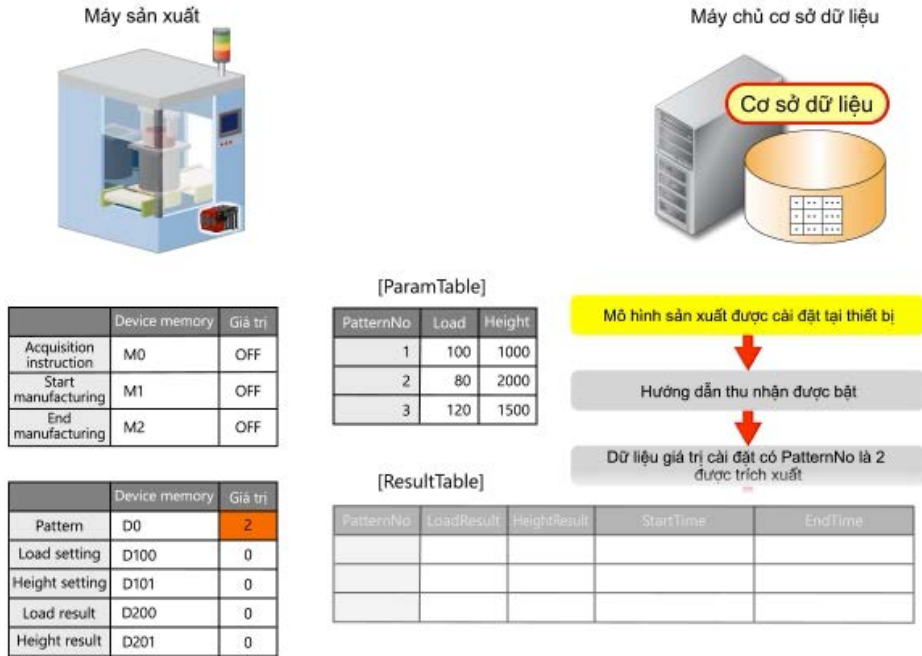 Máy sản xuất
Máy chủ cơ sở dữ liệu
Cơ sở dữ liệu
[ParamTable]
Device memory Giá trị
Acquisition
instruction M0 OFF
Start
manufacturing M1 OFF
End
manufacturing M2 OFF
PatternNo Load Height
1 100 1000
2 80 2000
3 120 1500
Mô hình sản xuất được cài đặt tại thiết bị
Hướng dẫn thu nhận được bật
Dữ liệu giá trị cài đặt có PatternNo là 2
được trích xuất
Device memory Giá trị
Pattern D0 2
Load setting D100 0
Height setting D101 0
Load result D200 0
Height result D201 0
[ResultTable]
PatternNo LoadResult HeightResult StartTime EndTime